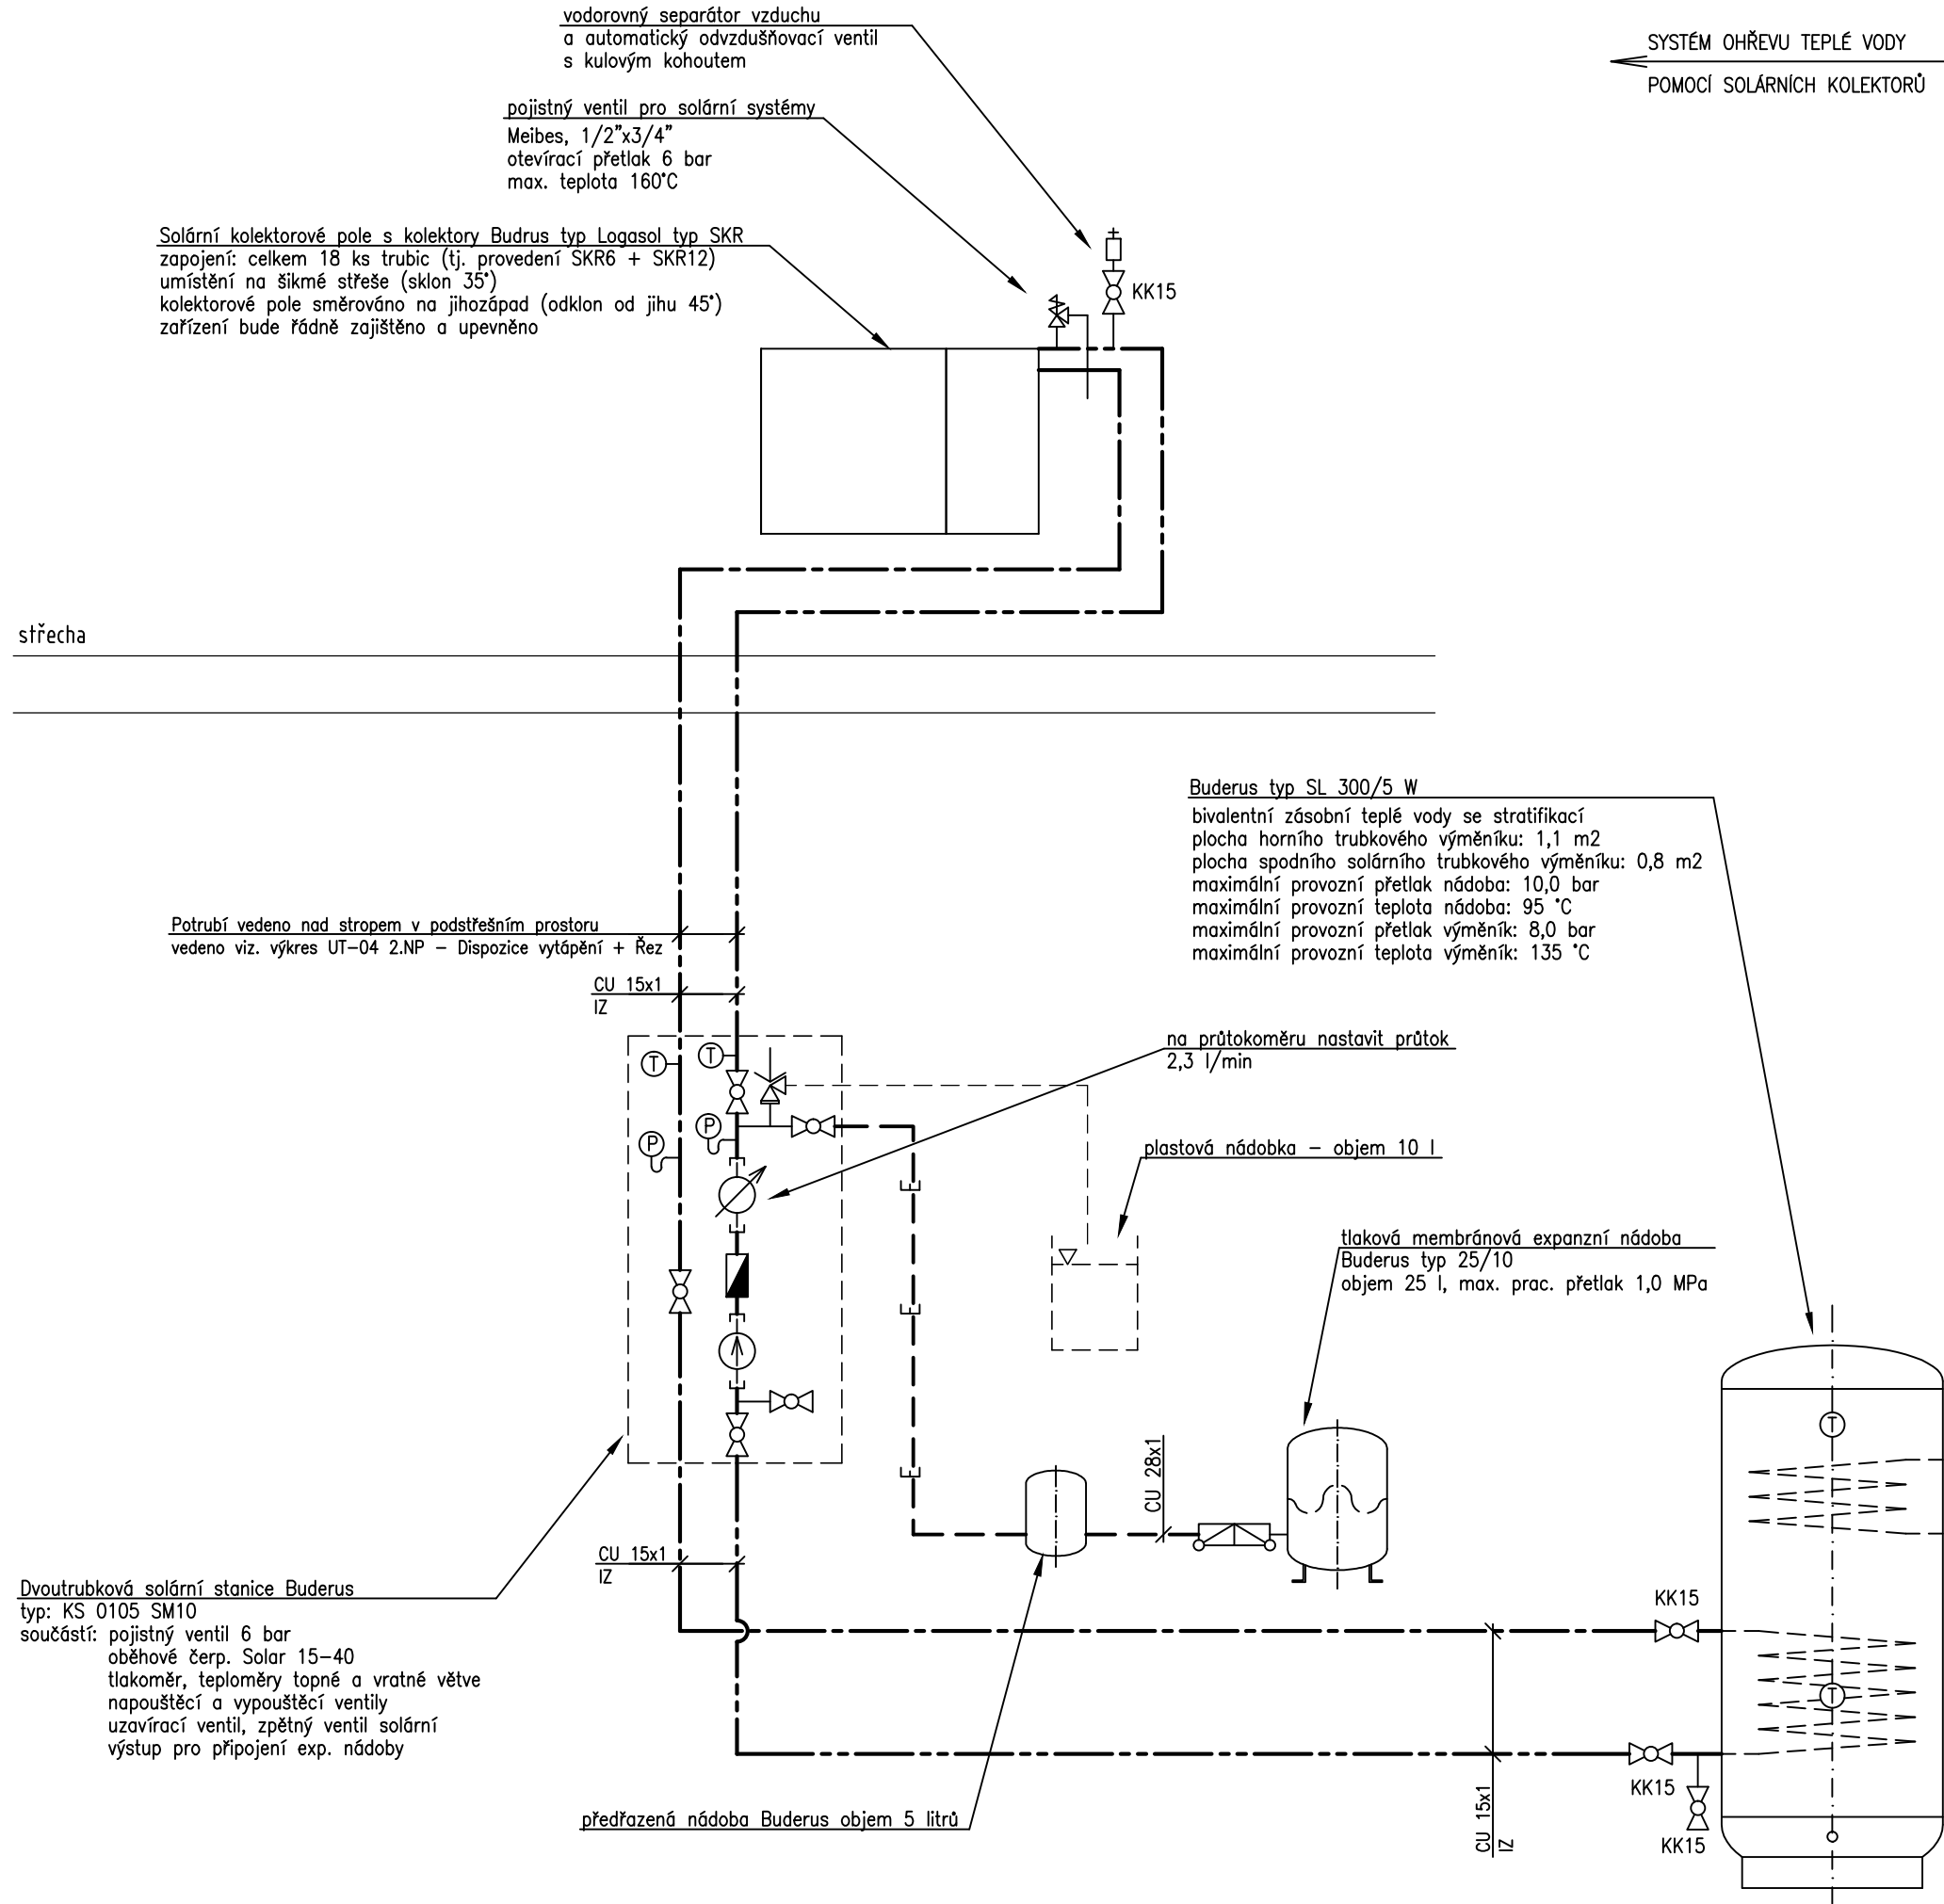 vodorovný separátor vzduchu
a automatický odvzdušňovací ventil
s kulovým kohoutem
SYSTÉM OHŘEVU TEPLÉ VODY
POMOCÍ SOLÁRNÍCH KOLEKTORŮ
pojistný ventil pro solární systémy
Meibes, 1/2"x3/4"
otevírací přetlak 6 bar
max. teplota 160°C
Solární kolektorové pole s kolektory Budrus typ Logasol typ SKR
zapojení: celkem 18 ks trubic (tj. provedení SKR6 + SKR12)
umístění na šikmé střeše (sklon 35°)
kolektorové pole směrováno na jihozápad (odklon od jihu 45°)
zařízení bude řádně zajištěno a upevněno
KK15
střecha
Buderus typ SL 300/5 W
bivalentní zásobní teplé vody se stratifikací
plocha horního trubkového výměníku: 1,1 m2
plocha spodního solárního trubkového výměníku: 0,8 m2
maximální provozní přetlak nádoba: 10,0 bar
maximální provozní teplota nádoba: 95 °C
maximální provozní přetlak výměník: 8,0 bar
maximální provozní teplota výměník: 135 °C
Potrubí vedeno nad stropem v podstřešním prostoru
vedeno viz. výkres UT-04 2.NP - Dispozice vytápění + Řez
CU 15x1
IZ
na průtokoměru nastavit průtok
2,3 l/min
T
T
P
P
plastová nádobka - objem 10 l
tlaková membránová expanzní nádoba
Buderus typ 25/10
objem 25 l, max. prac. přetlak 1,0 MPa
T
CU 28x1
CU 15x1
IZ
Dvoutrubková solární stanice Buderus
typ: KS 0105 SM10
součástí: pojistný ventil 6 bar
oběhové čerp. Solar 15-40
tlakoměr, teploměry topné a vratné větve
napouštěcí a vypouštěcí ventily
uzavírací ventil, zpětný ventil solární
výstup pro připojení exp. nádoby
KK15
T
KK15
KK15
CU 15x1
IZ
předřazená nádoba Buderus objem 5 litrů